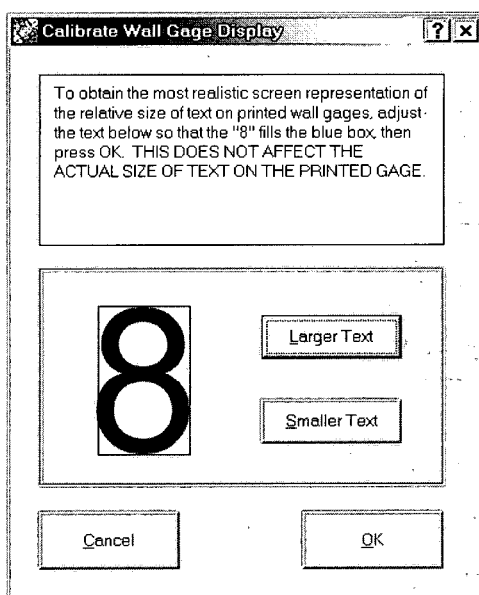 Calibrate Wall Gage Display
? ×
To obtain the most realistic screen representation of
the relative size of text on printed wall gages, adjust
the text below so that the "8" fills the blue box, then
press OK. THIS DOES NOT AFFECT THE
ACTUAL SIZE OF TEXT ON THE PRINTED GAGE.
8
Larger Text
Smaller Text
Cancel
OK